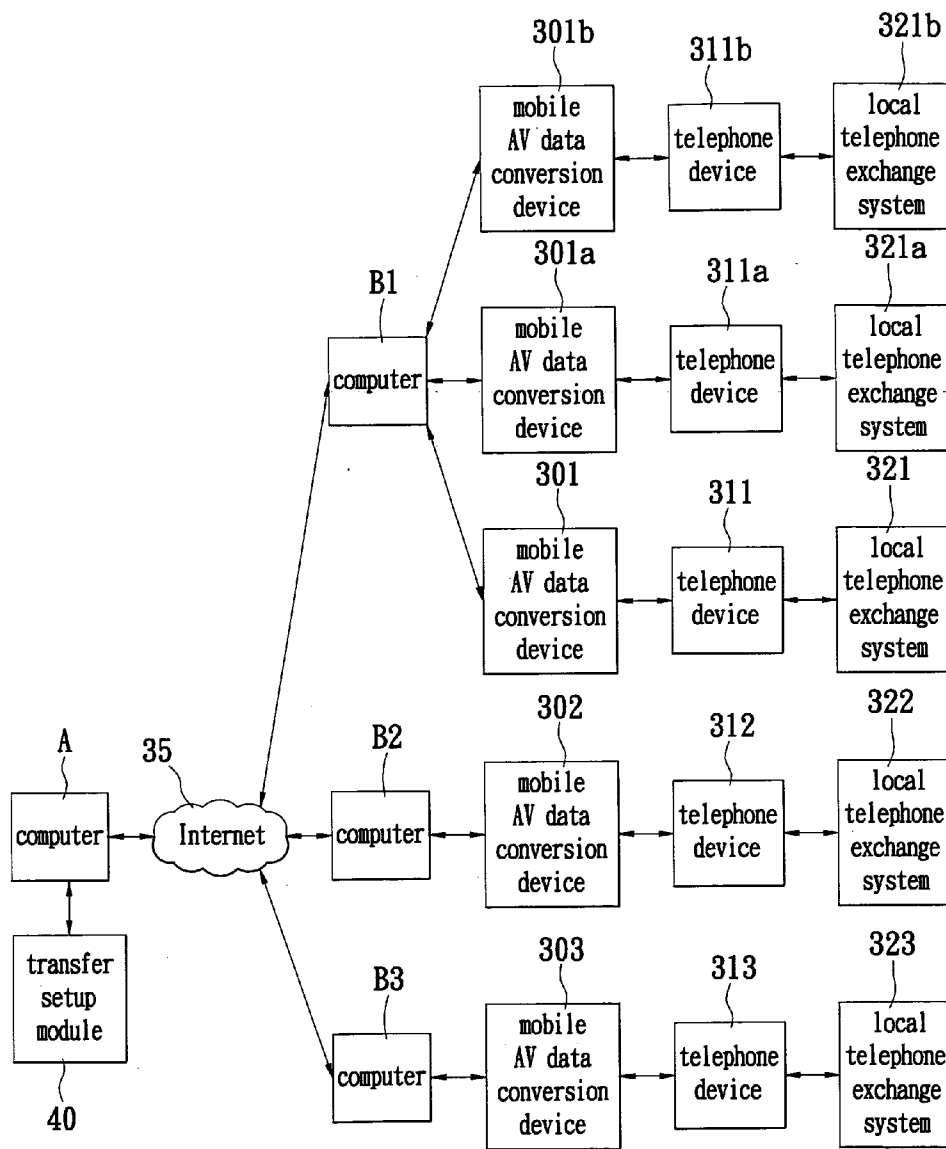 301b
311b
321b
mobile
AV data
conversion
device
telephone
device
local
telephone
exchange
system
B1
computer
301a
311a
321a
mobile
AV data
conversion
device
telephone
device
local
telephone
exchange
system
301
311
321
mobile
AV data
conversion
device
telephone
device
local
telephone
exchange
system
A
computer
35
Internet
B2
computer
302
312
322
mobile
AV data
conversion
device
telephone
device
local
telephone
exchange
system
transfer
setup
module
40
B3
computer
303
313
323
mobile
AV data
conversion
device
telephone
device
local
telephone
exchange
system